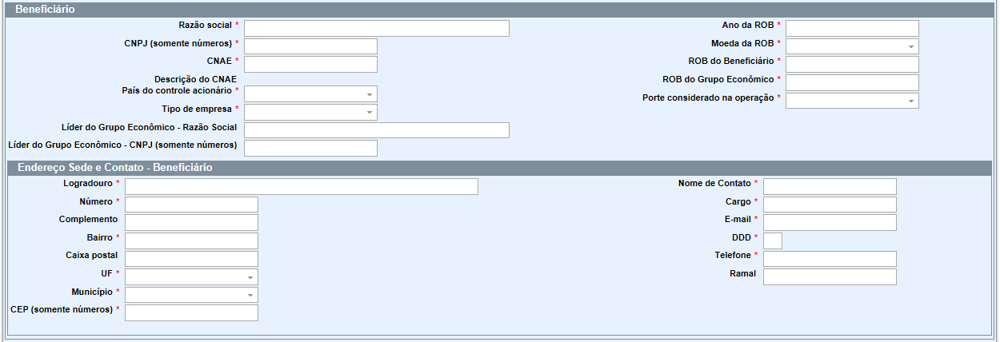 Beneficiário
Razão social *
CNPJ (somente números) *
CNAE *
Descrição do CNAE
País do controle acionário *
Tipo de empresa *
Líder do Grupo Econômico - Razão Social
Líder do Grupo Econômico - CNPJ (somente números)
Ano da ROB *
Moeda da ROB *
ROB do Beneficiário *
ROB do Grupo Econômico *
Porte considerado na operação *
Endereço Sede e Contato - Beneficiário
Logradouro *
Número *
Complemento
Bairro *
Caixa postal
UF *
Município *
CEP (somente números) *
Nome de Contato *
Cargo *
E-mail *
DDD *
Telefone *
Ramal